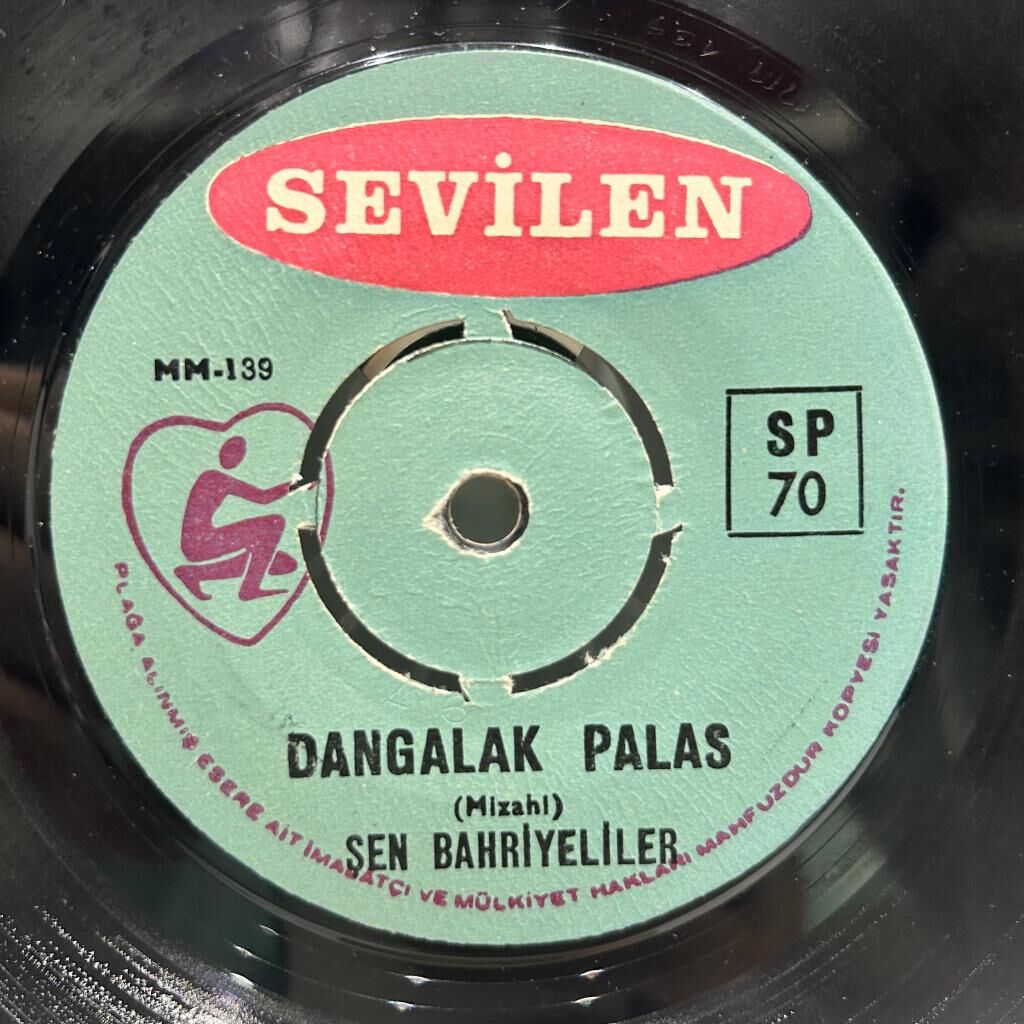 SEVİLEN
MM-139
SP
70
DANGALAK PALAS
(Mizahi)
ŞEN BAHRİYELİLER
PLAĞA ALINMIŞ ESERE AİT İMALATÇI VE MÜLKİYET HAKLARI MAHFUZDUR KOPYESİ YASAKTIR.